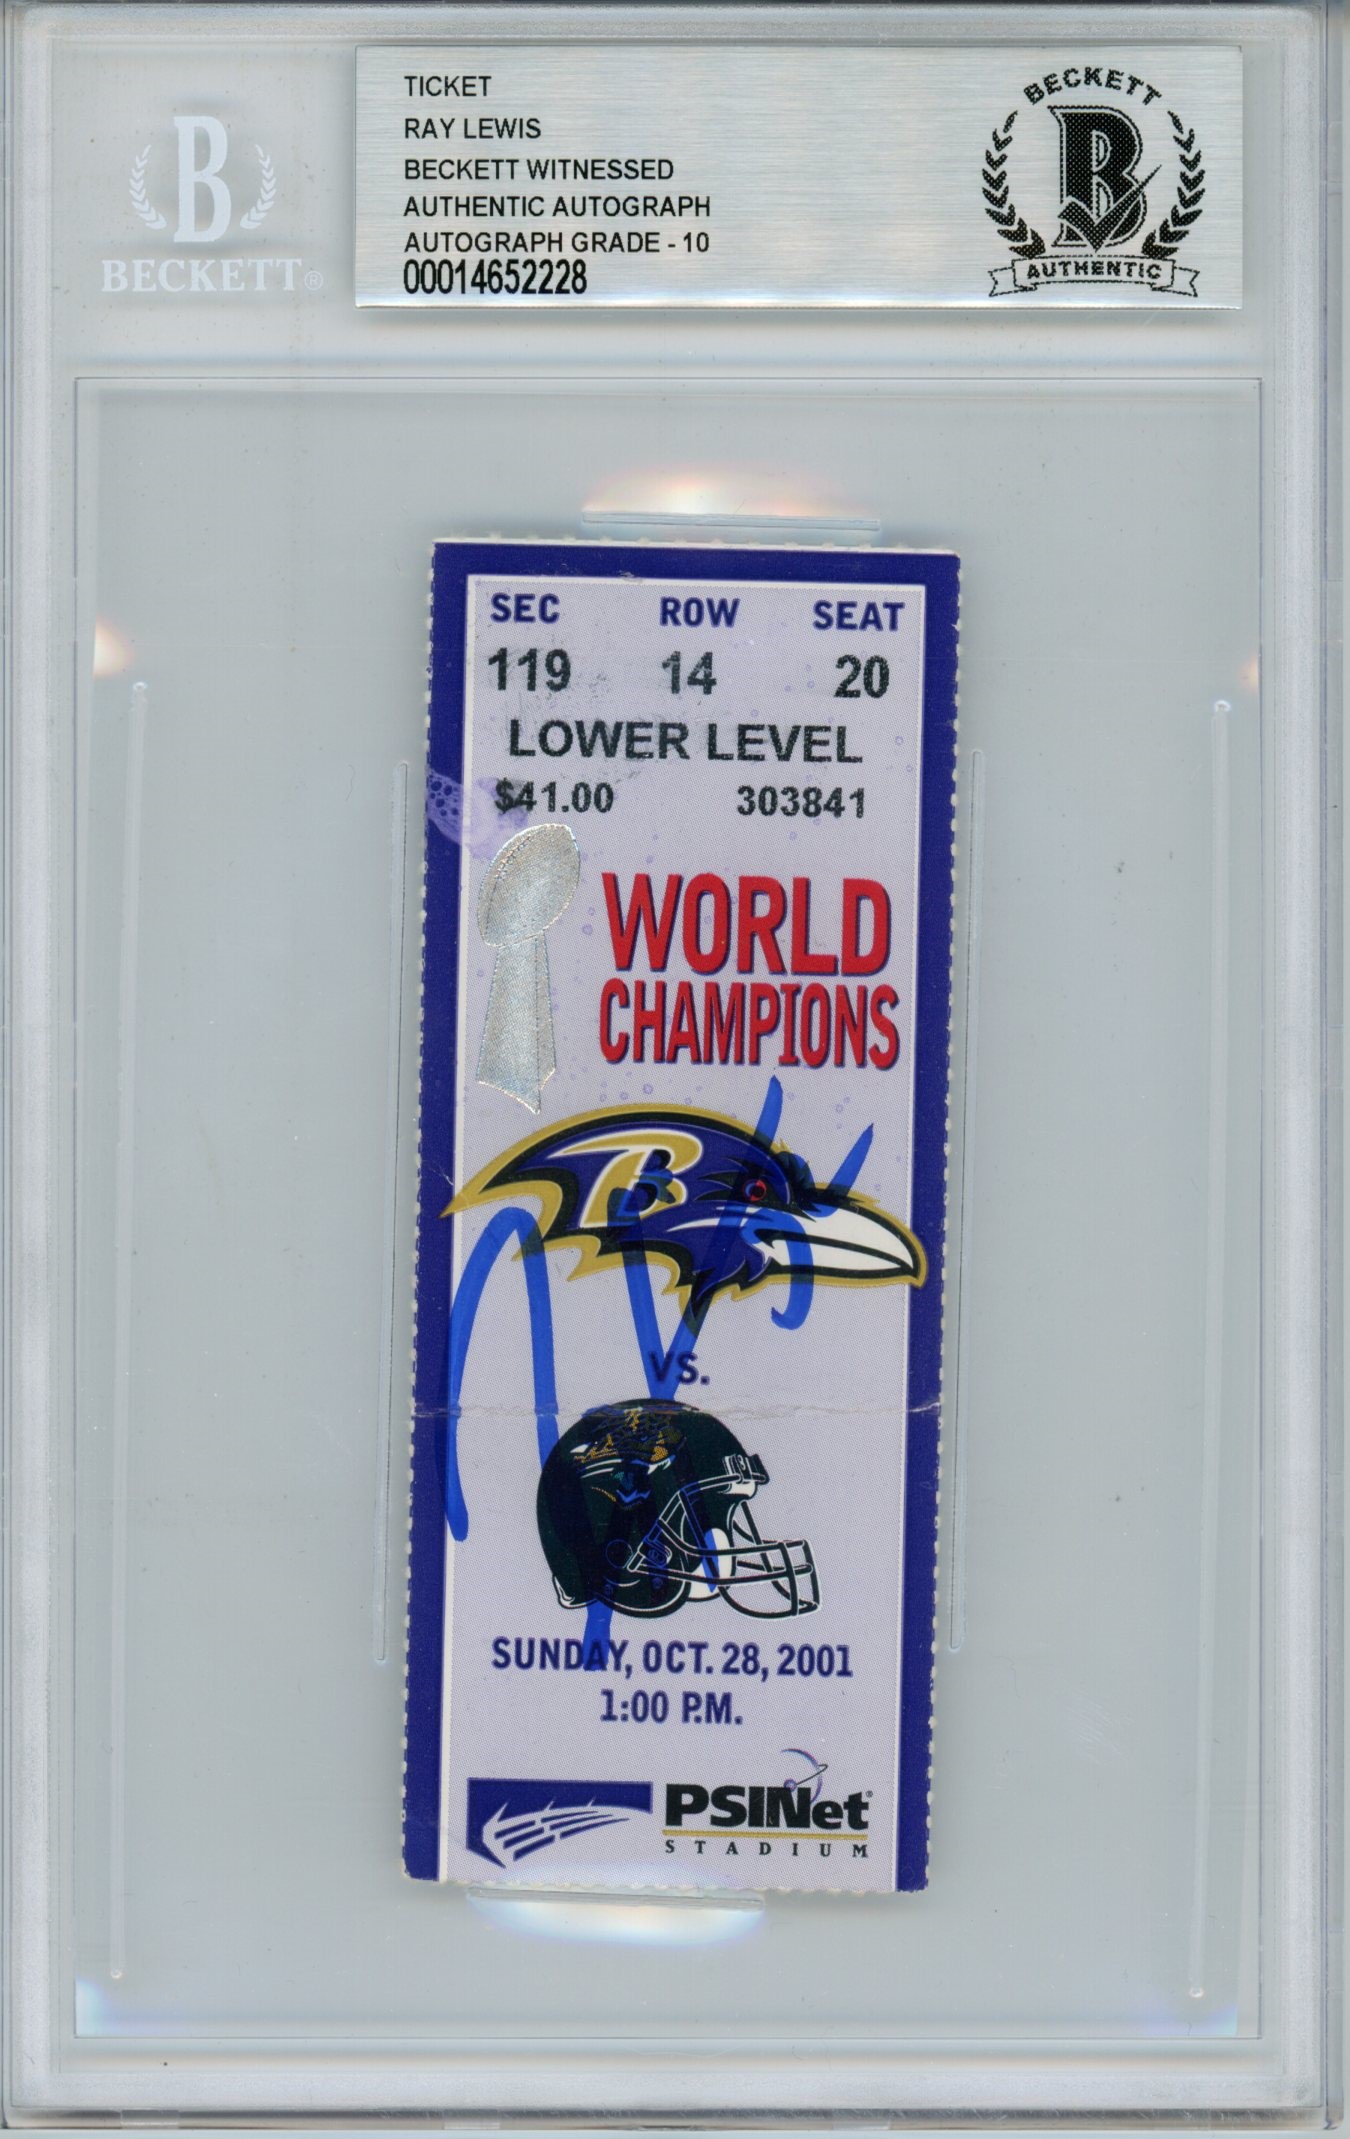 TICKET
RAY LEWIS
BECKETT WITNESSED
AUTHENTIC AUTOGRAPH
AUTOGRAPH GRADE - 10
00014652228
B
BECKETT®
BECKETT
B
AUTHENTIC
SEC ROW SEAT
119 14 20
LOWER LEVEL
$41.00 303841
WORLD
CHAMPIONS
B
VS.
SUNDAY, OCT. 28, 2001
1:00 P.M.
PSINet®
STADIUM